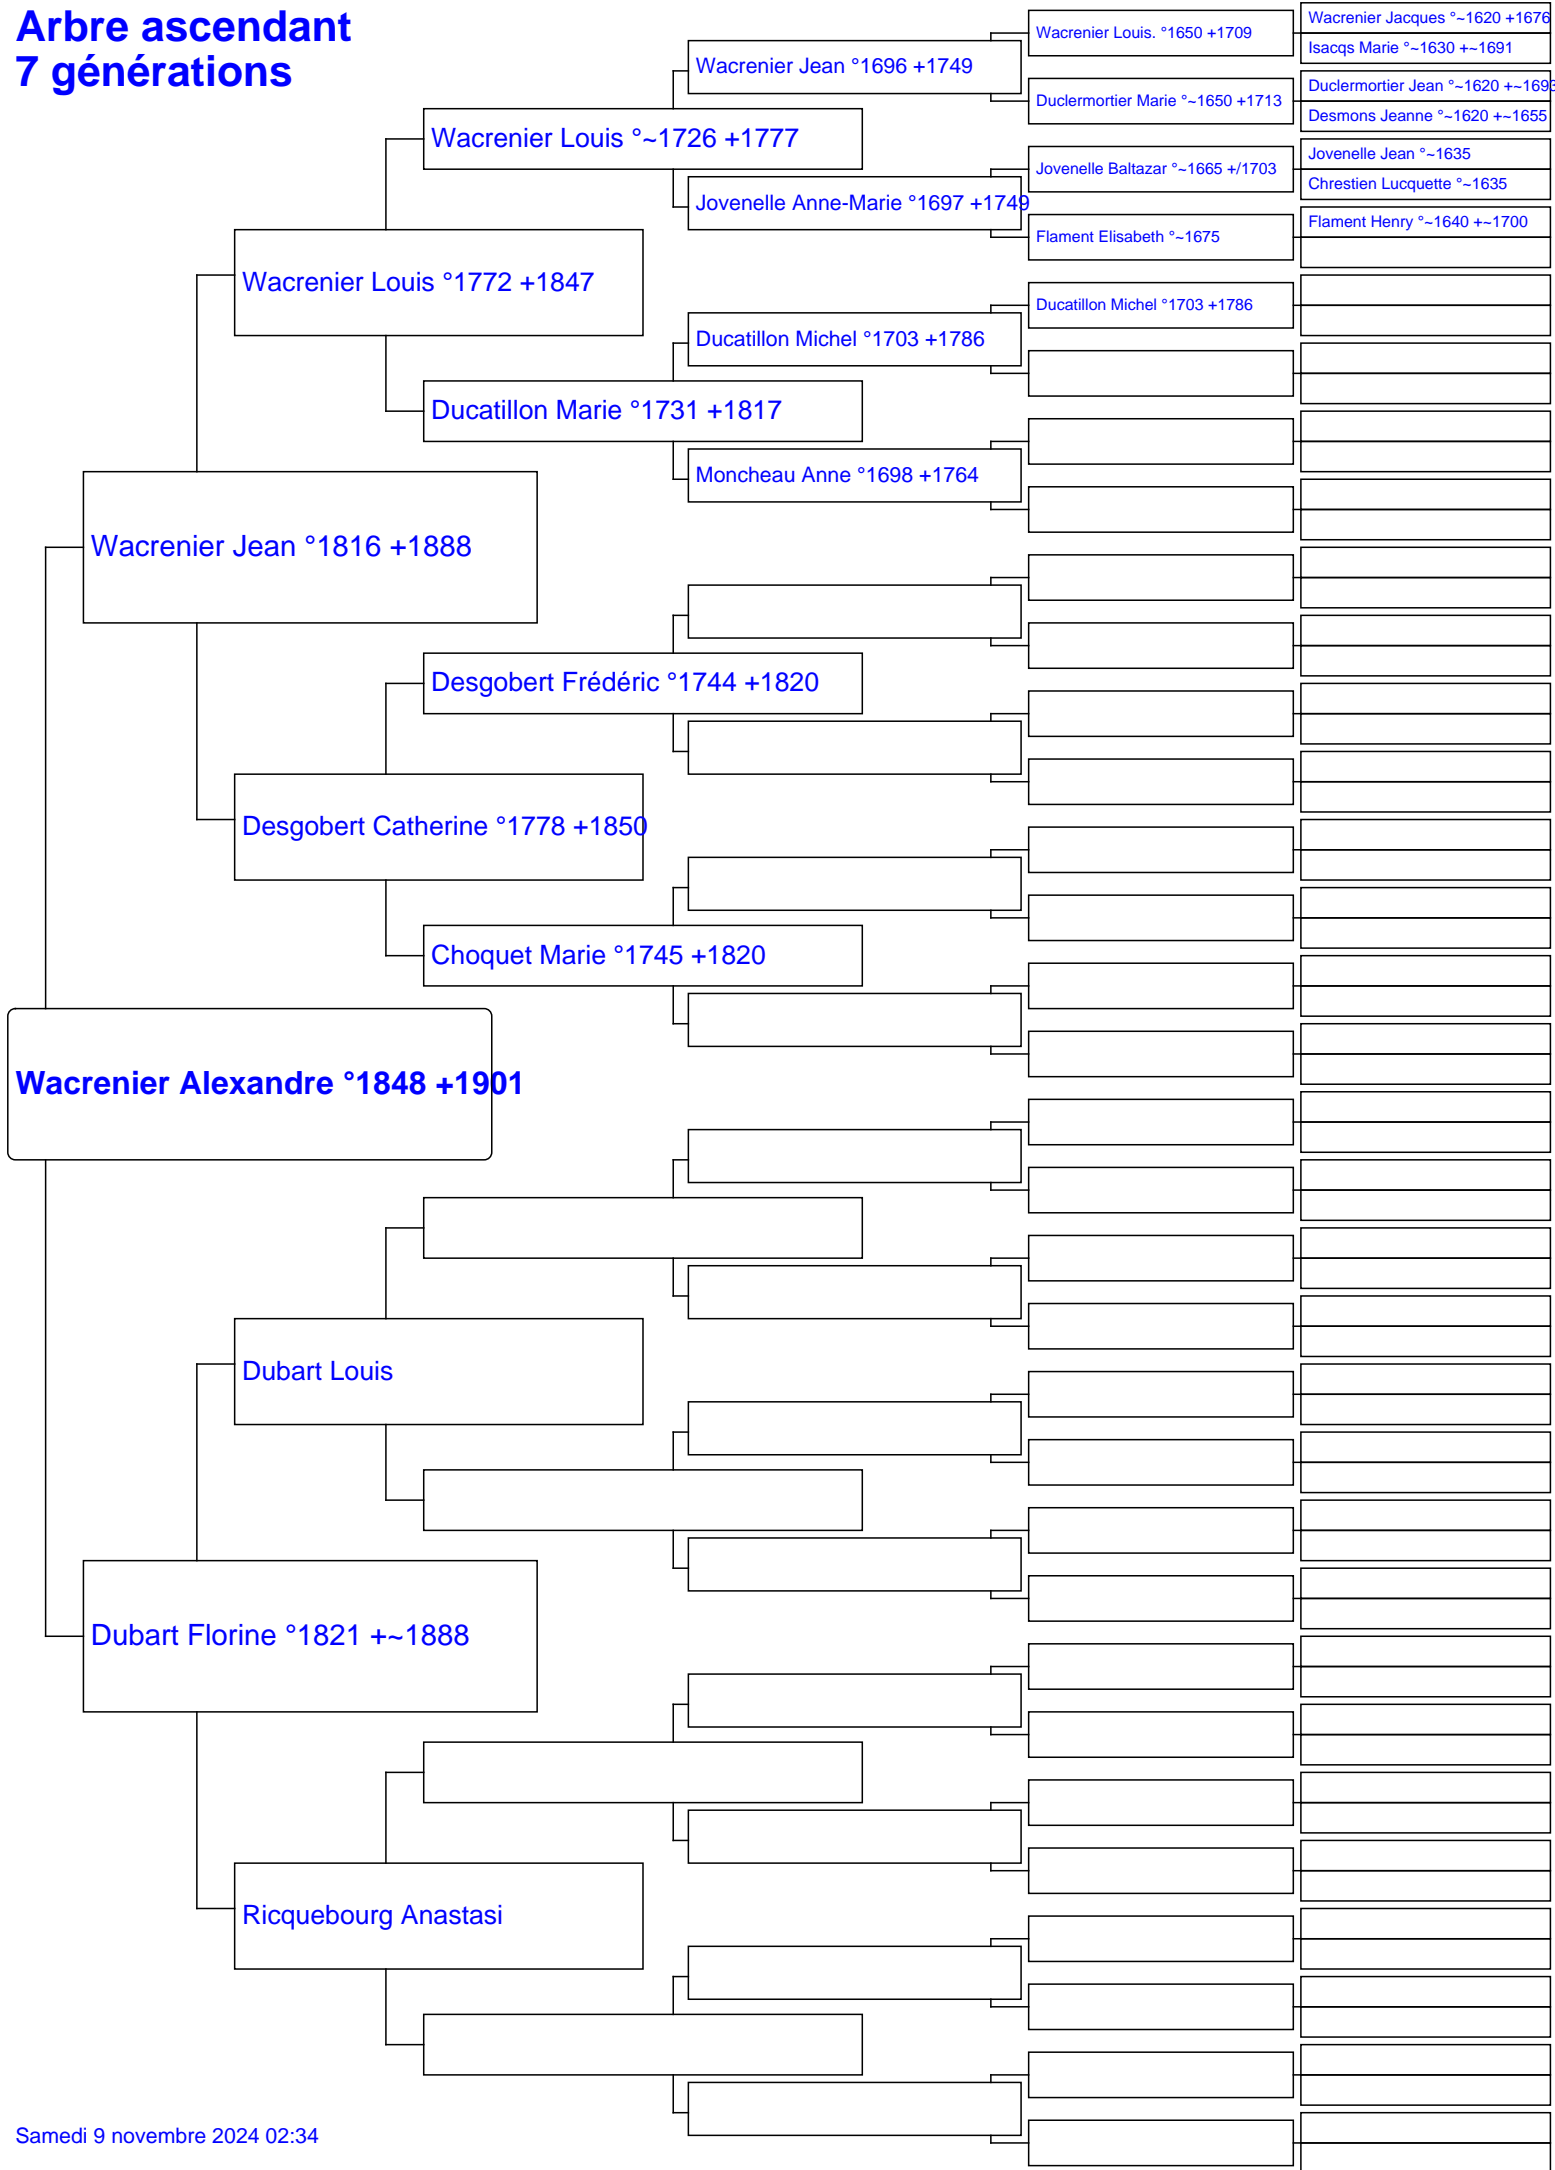 Arbre ascendant
7 générations
Wacrenier Jacques °~1620 +1676
Wacrenier Louis. °1650 +1709
Isacqs Marie °~1630 +~1691
Wacrenier Jean °1696 +1749
Duclermortier Jean °~1620 +~1693
Duclermortier Marie °~1650 +1713
Desmons Jeanne °~1620 +~1655
Wacrenier Louis °~1726 +1777
Jovenelle Jean °~1635
Jovenelle Baltazar °~1665 +/1703
Chrestien Lucquette °~1635
Jovenelle Anne-Marie °1697 +1749
Flament Henry °~1640 +~1700
Flament Elisabeth °~1675
Wacrenier Louis °1772 +1847
Ducatillon Michel °1703 +1786
Ducatillon Michel °1703 +1786
Ducatillon Marie °1731 +1817
Moncheau Anne °1698 +1764
Wacrenier Jean °1816 +1888
Desgobert Frédéric °1744 +1820
Desgobert Catherine °1778 +1850
Choquet Marie °1745 +1820
Wacrenier Alexandre °1848 +1901
Dubart Louis
Dubart Florine °1821 +~1888
Ricquebourg Anastasi
Samedi 9 novembre 2024 02:34